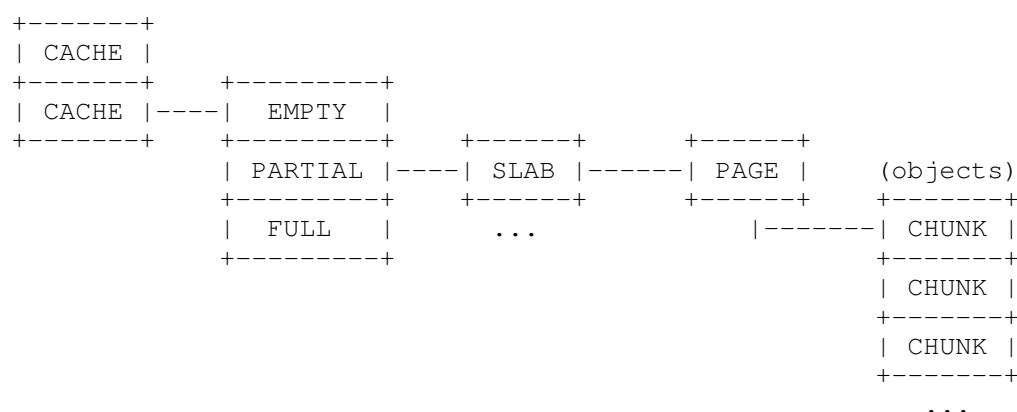 +-------+
| CACHE |
+-------+    +---------+
| CACHE |----|  EMPTY  |
+-------+    +---------+    +------+      +------+
             | PARTIAL |----| SLAB |------| PAGE |    (objects)
             +---------+    +------+      +------+    +-------+
             |  FULL   |      ...             |-------| CHUNK |
             +---------+                              +-------+
                                                      | CHUNK |
                                                      +-------+
                                                      | CHUNK |
                                                      +-------+
                                                         ...